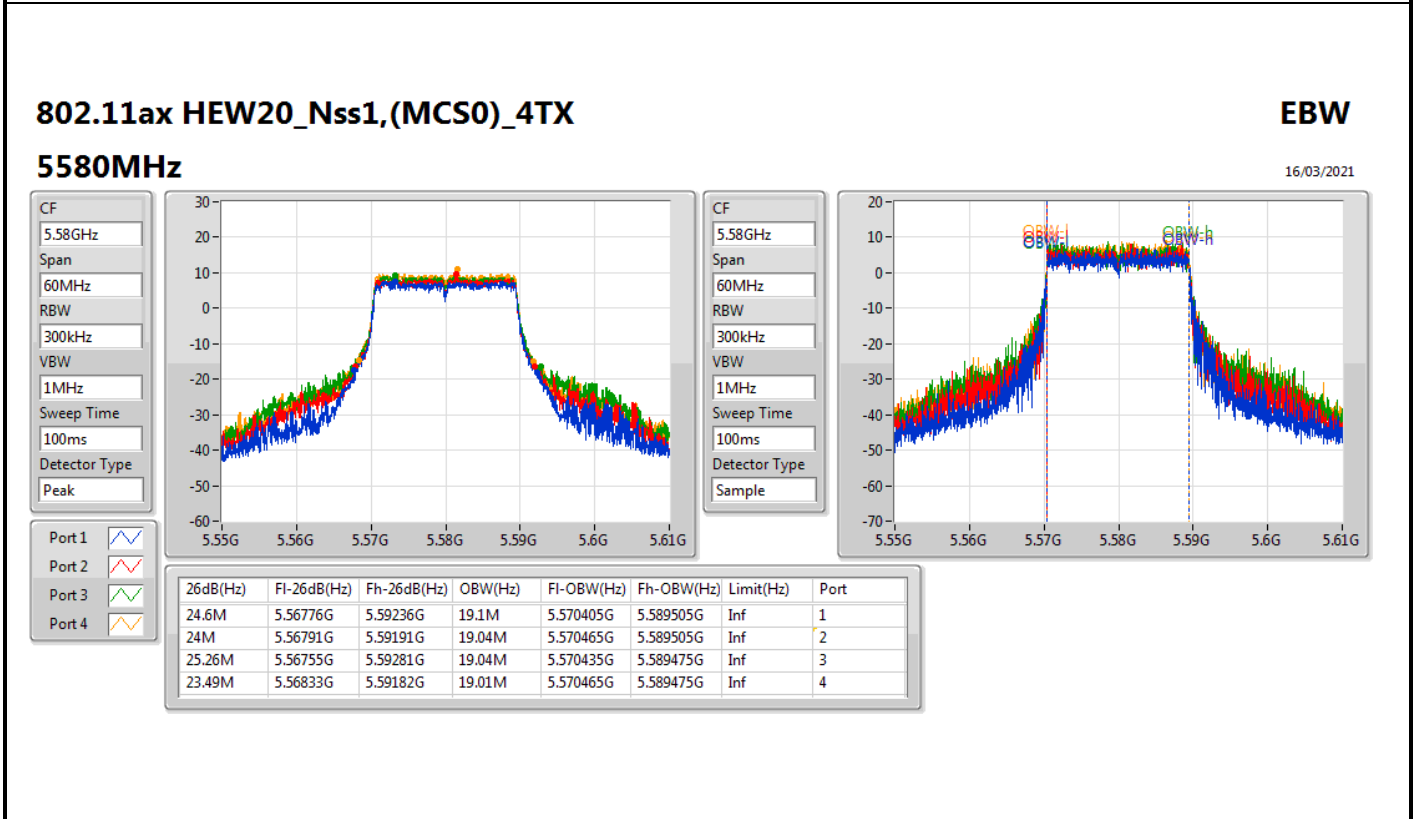 802.11ax HEW20_Nss1,(MCS0)_4TX
EBW
5580MHz
16/03/2021
CF
5.58GHz
Span
60MHz
RBW
300kHz
VBW
1MHz
Sweep Time
100ms
Detector Type
Peak
30
20
10
0
-10
-20
-30
-40
-50
-60
5.55G 5.56G 5.57G 5.58G 5.59G 5.6G 5.61G
CF
5.58GHz
Span
60MHz
RBW
300kHz
VBW
1MHz
Sweep Time
100ms
Detector Type
Sample
20
10
0
-10
-20
-30
-40
-50
-60
-70
OBW-l
OBW-h
OBW-h
5.55G 5.56G 5.57G 5.58G 5.59G 5.6G 5.61G
Port 1
Port 2
Port 3
Port 4
26dB(Hz) Fl-26dB(Hz) Fh-26dB(Hz) OBW(Hz) Fl-OBW(Hz) Fh-OBW(Hz) Limit(Hz) Port
24.6M 5.56776G 5.59236G 19.1M 5.570405G 5.589505G Inf 1
24M 5.56791G 5.59191G 19.04M 5.570465G 5.589505G Inf 2
25.26M 5.56755G 5.59281G 19.04M 5.570435G 5.589475G Inf 3
23.49M 5.56833G 5.59182G 19.01M 5.570465G 5.589475G Inf 4